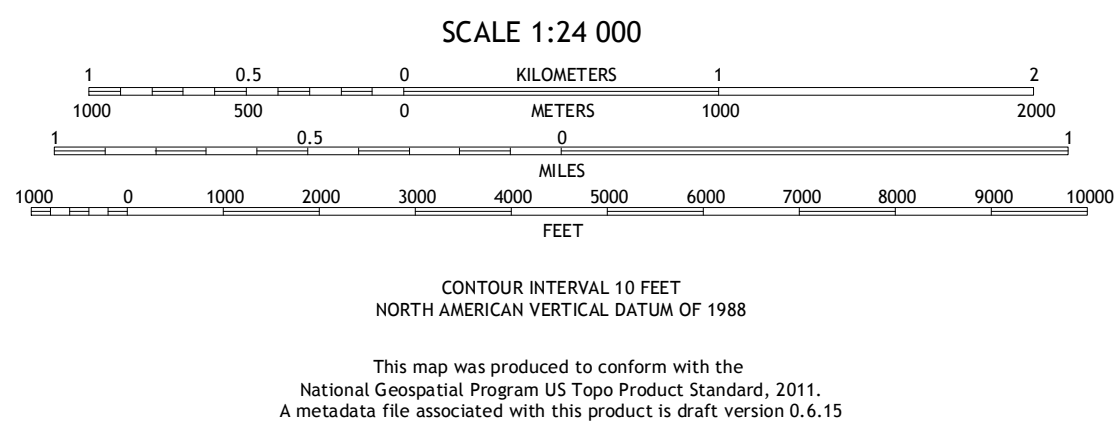 SCALE 1:24 000
1 0.5 0 KILOMETERS 1 2
1000 500 0 METERS 1000 2000
1 0.5 0 1
MILES
1000 0 1000 2000 3000 4000 5000 6000 7000 8000 9000 10000
FEET
CONTOUR INTERVAL 10 FEET
NORTH AMERICAN VERTICAL DATUM OF 1988
This map was produced to conform with the
National Geospatial Program US Topo Product Standard, 2011.
A metadata file associated with this product is draft version 0.6.15